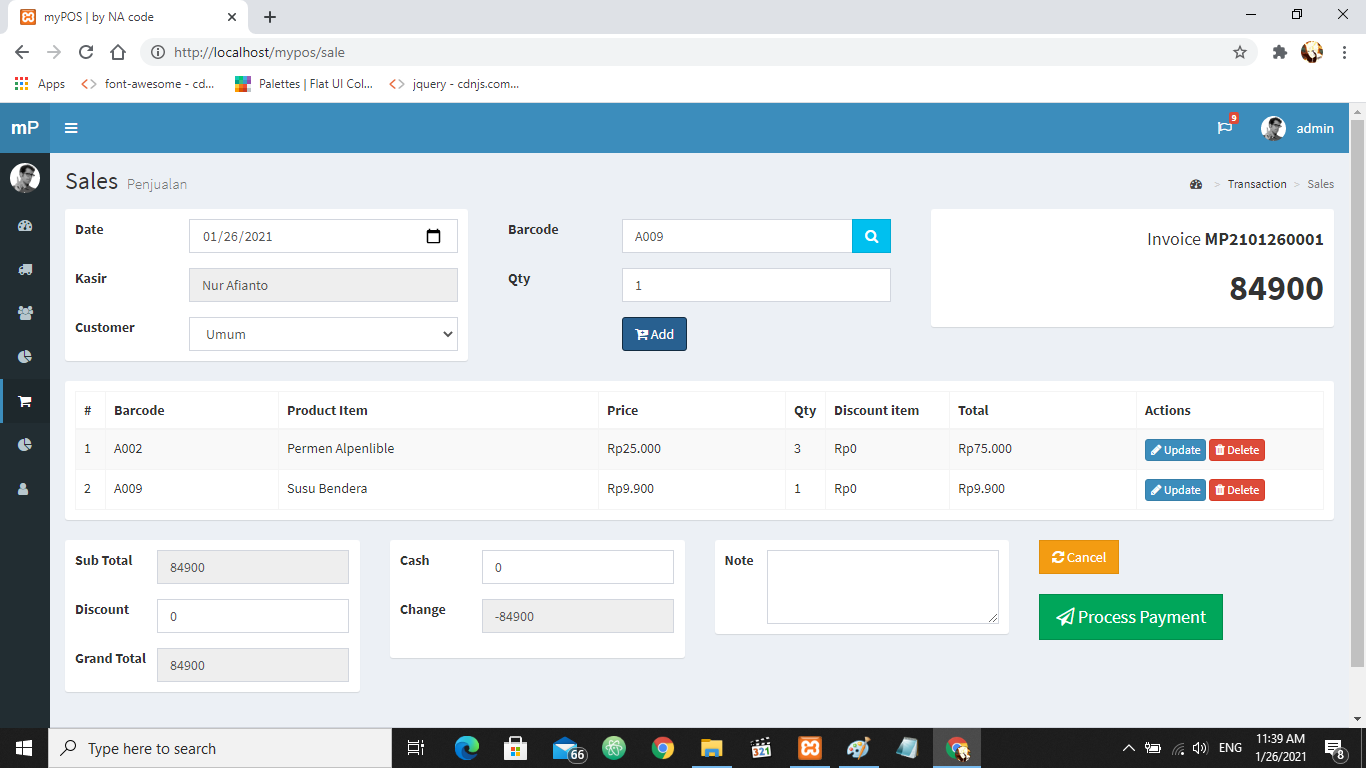 myPOS | by NA code
http://localhost/mypos/sale
Apps font-awesome - cd... Palettes | Flat UI Col... jquery - cdnjs.com...
mP 9 admin
Sales Penjualan > Transaction > Sales
Date 01/26/2021
Kasir Nur Afianto
Customer Umum
Barcode A009
Qty 1
Add
Invoice MP2101260001
84900
# Barcode Product Item Price Qty Discount item Total Actions
1 A002 Permen Alpenlible Rp25.000 3 Rp0 Rp75.000 Update Delete
2 A009 Susu Bendera Rp9.900 1 Rp0 Rp9.900 Update Delete
Sub Total 84900
Discount 0
Grand Total 84900
Cash 0
Change -84900
Note
Cancel
Process Payment
Type here to search 66 321 ENG 11:39 AM
1/26/2021 8